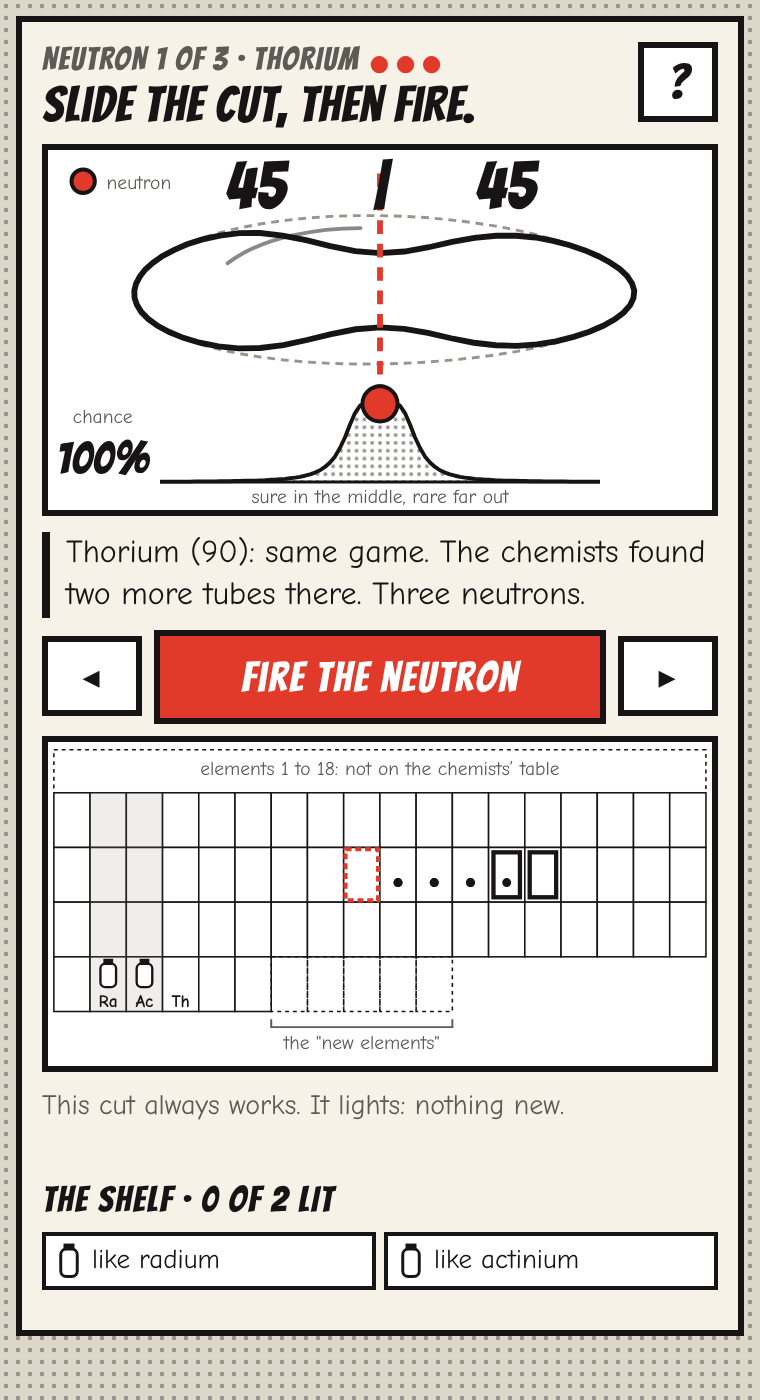 NEUTRON 1 OF 3 · THORIUM
SLIDE THE CUT, THEN FIRE.
?
neutron
45 / 45
chance
100%
sure in the middle, rare far out
Thorium (90): same game. The chemists found
two more tubes there. Three neutrons.
◄ FIRE THE NEUTRON ►
elements 1 to 18: not on the chemists' table
Ra Ac Th
the "new elements"
This cut always works. It lights: nothing new.
THE SHELF · 0 OF 2 LIT
like radium
like actinium